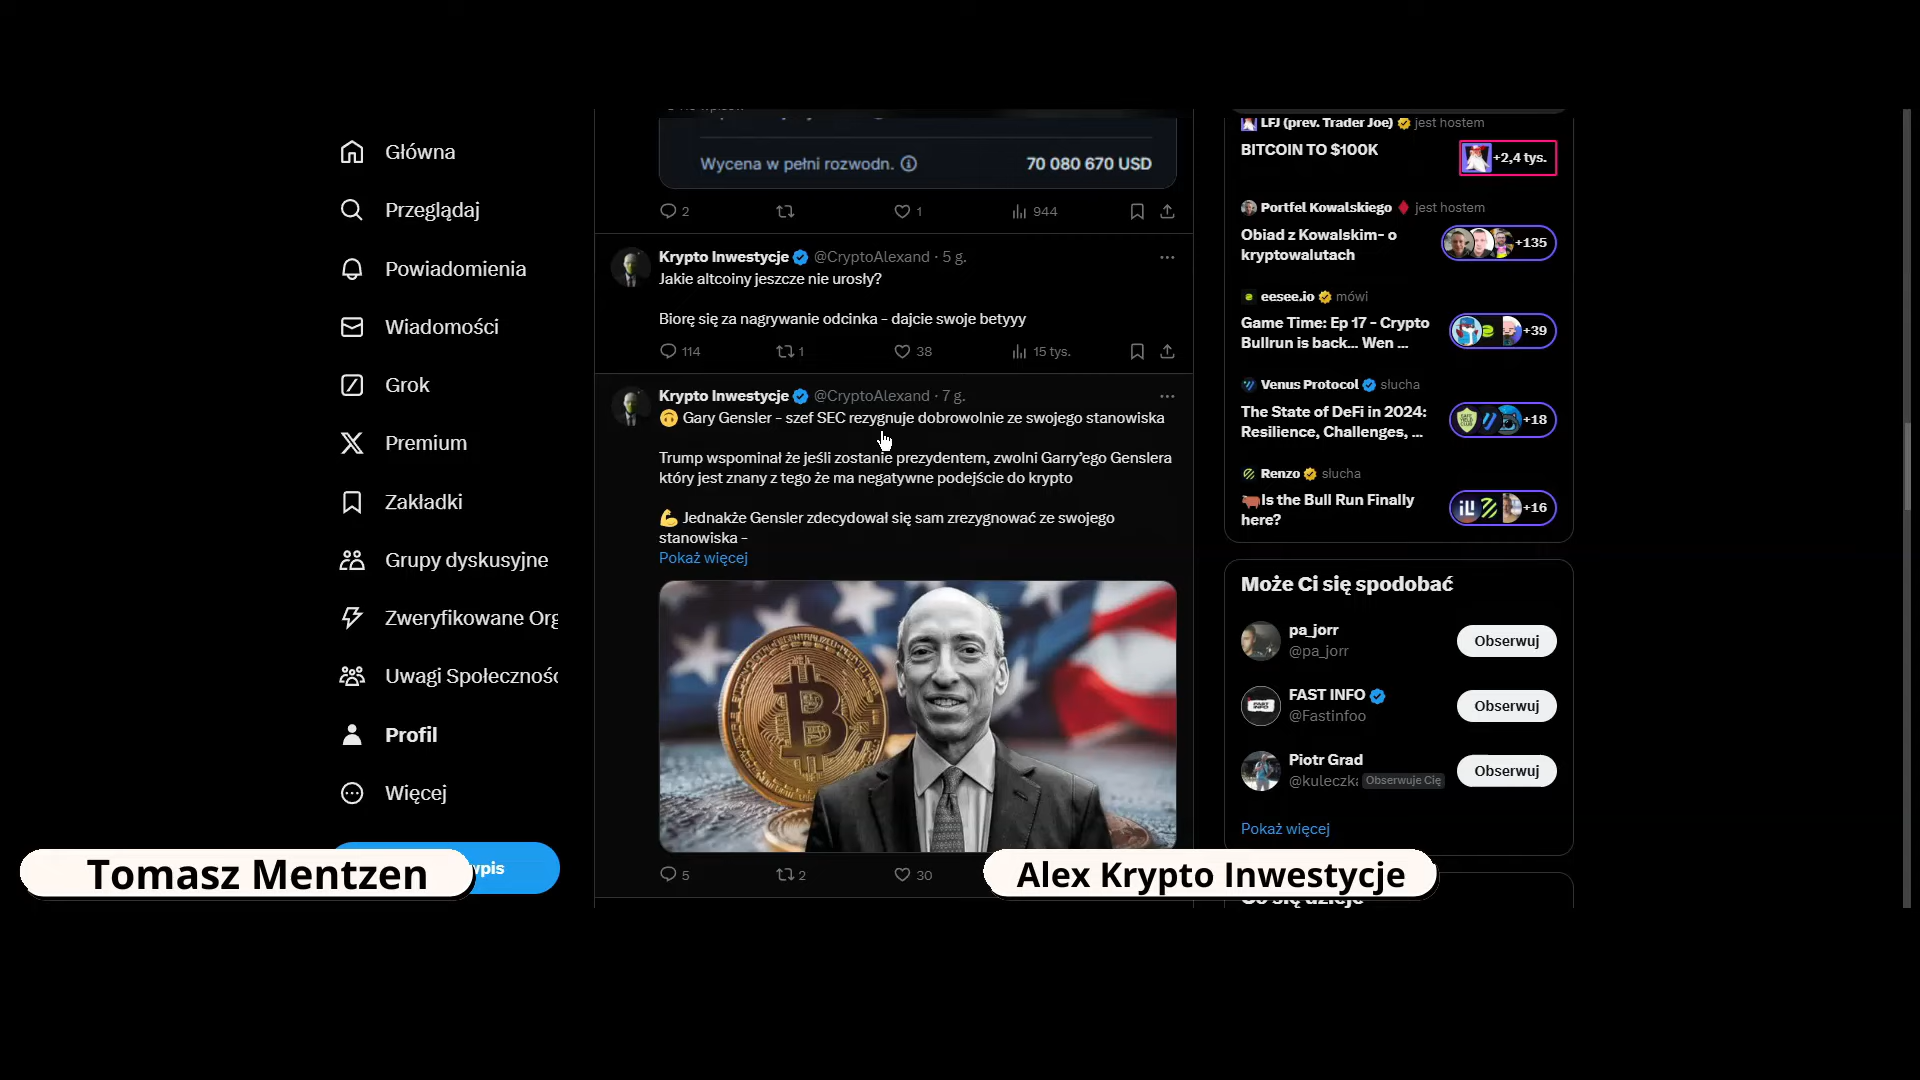 Główna
Przeglądaj
Powiadomienia
Wiadomości
Grok
Premium
Zakładki
Grupy dyskusyjne
Zweryfikowane Org
Uwagi Społecznośc
Profil
Więcej
wpis
Tomasz Mentzen
Wycena w pełni rozwodn.
70 080 670 USD
2
1
944
Krypto Inwestycje @CryptoAlexand · 5 g.
Jakie altcoiny jeszcze nie urosły?
Biorę się za nagrywanie odcinka - dajcie swoje betyyy
114
1
38
15 tys.
Krypto Inwestycje @CryptoAlexand · 7 g.
🙃 Gary Gensler - szef SEC rezygnuje dobrowolnie ze swojego stanowiska
Trump wspominał że jeśli zostanie prezydentem, zwolni Garry’ego Genslera
który jest znany z tego że ma negatywne podejście do krypto
💪 Jednakże Gensler zdecydował się sam zrezygnować ze swojego
stanowiska -
Pokaż więcej
5
2
30
Alex Krypto Inwestycje
LFJ (prev. Trader Joe) jest hostem
BITCOIN TO $100K
+2,4 tys.
Portfel Kowalskiego jest hostem
Obiad z Kowalskim- o
kryptowalutach
+135
eesee.io mówi
Game Time: Ep 17 - Crypto
Bullrun is back... Wen ...
+39
Venus Protocol słucha
The State of DeFi in 2024:
Resilience, Challenges, ...
+18
Renzo słucha
🐂Is the Bull Run Finally
here?
+16
Może Ci się spodobać
pa_jorr
@pa_jorr
Obserwuj
FAST INFO
@Fastinfoo
Obserwuj
Piotr Grad
@kuleczk Obserwuje Cię
Obserwuj
Pokaż więcej
Co się dzieje